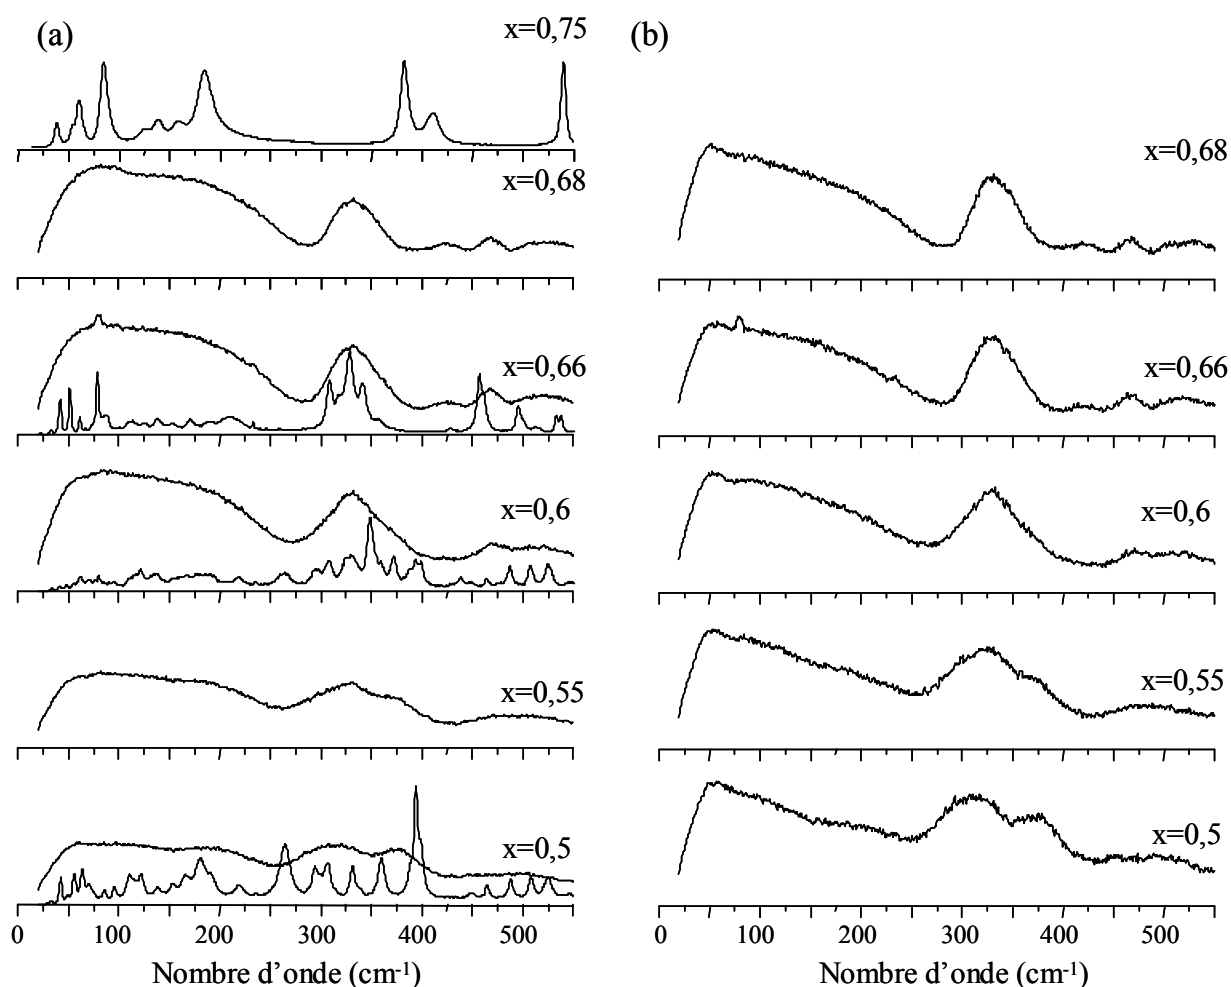 (a)
x=0,75
x=0,68
x=0,66
x=0,6
x=0,55
x=0,5
0 100 200 300 400 500
Nombre d’onde (cm-1)
(b)
x=0,68
x=0,66
x=0,6
x=0,55
x=0,5
0 100 200 300 400 500
Nombre d’onde (cm-1)